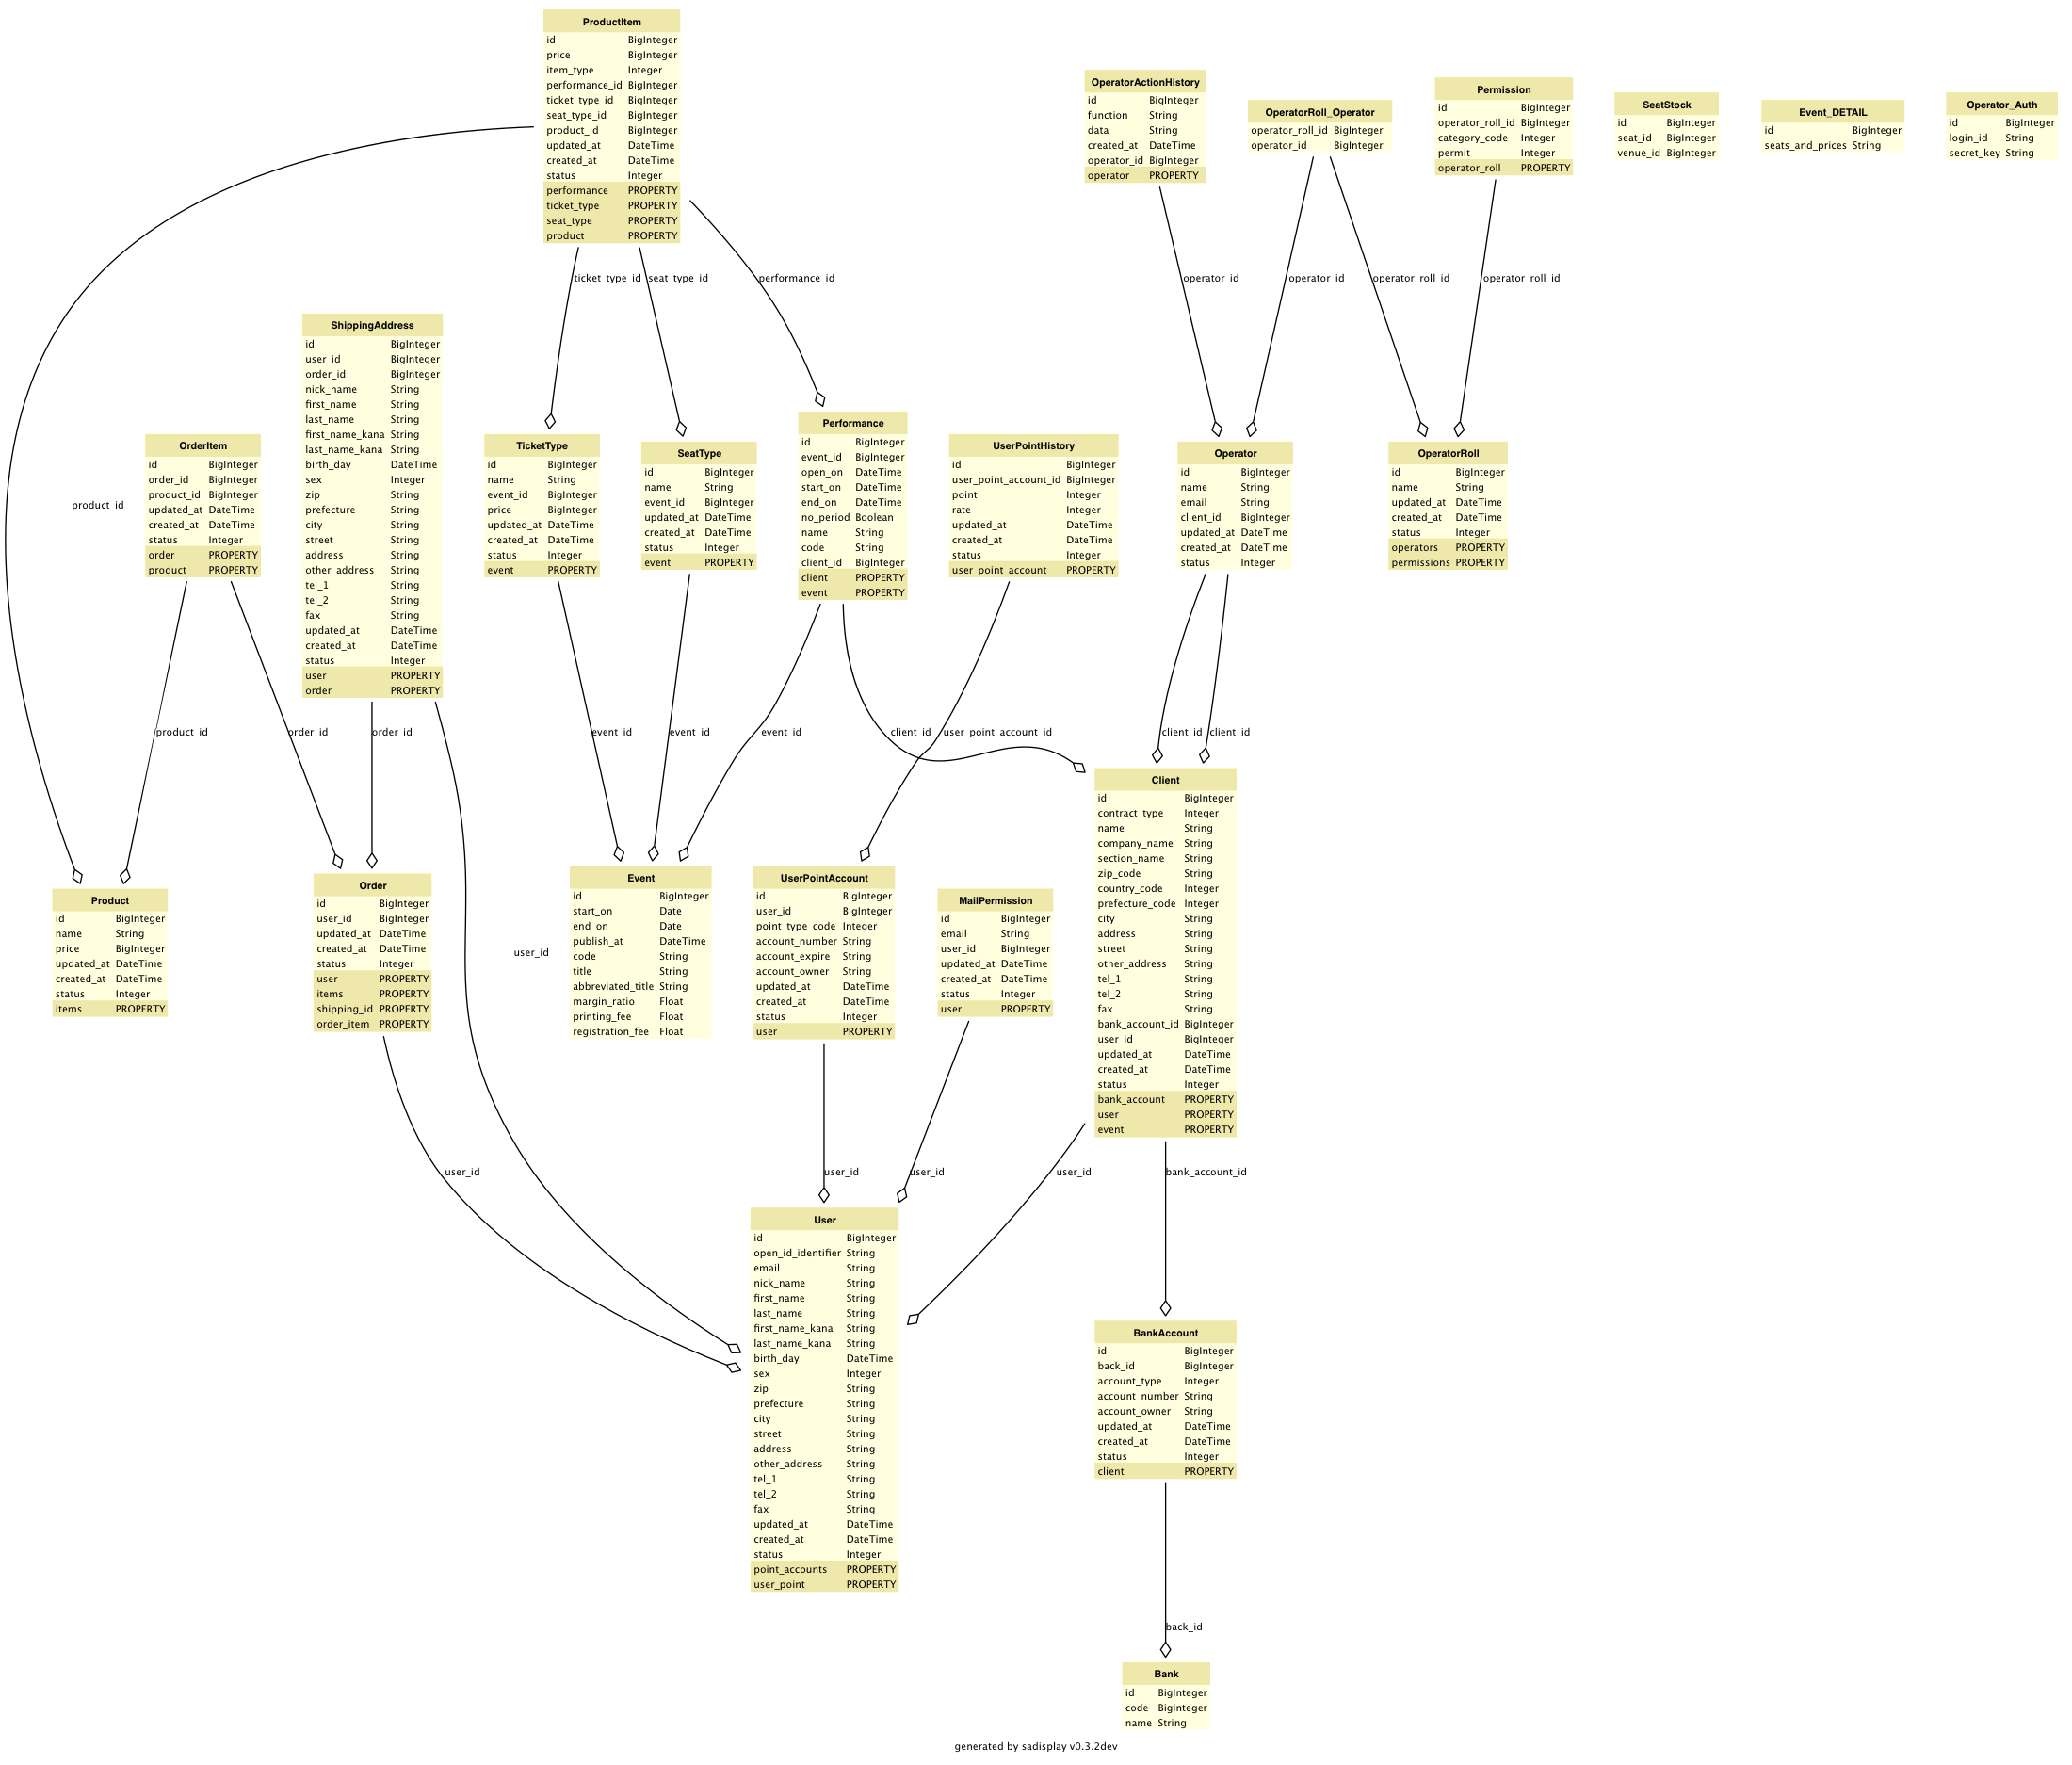 ProductItem
id BigInteger
price BigInteger
item_type Integer
performance_id BigInteger
ticket_type_id BigInteger
seat_type_id BigInteger
product_id BigInteger
updated_at DateTime
created_at DateTime
status Integer
performance PROPERTY
ticket_type PROPERTY
seat_type PROPERTY
product PROPERTY
OperatorActionHistory
id BigInteger
function String
data String
created_at DateTime
operator_id BigInteger
operator PROPERTY
OperatorRoll_Operator
operator_roll_id BigInteger
operator_id BigInteger
Permission
id BigInteger
operator_roll_id BigInteger
category_code Integer
permit Integer
operator_roll PROPERTY
SeatStock
id BigInteger
seat_id BigInteger
venue_id BigInteger
Event_DETAIL
id BigInteger
seats_and_prices String
Operator_Auth
id BigInteger
login_id String
secret_key String
ticket_type_id
seat_type_id
performance_id
operator_id
operator_id
operator_roll_id
operator_roll_id
product_id
OrderItem
id BigInteger
order_id BigInteger
product_id BigInteger
updated_at DateTime
created_at DateTime
status Integer
order PROPERTY
product PROPERTY
ShippingAddress
id BigInteger
user_id BigInteger
order_id BigInteger
nick_name String
first_name String
last_name String
first_name_kana String
last_name_kana String
birth_day DateTime
sex Integer
zip String
prefecture String
city String
street String
address String
other_address String
tel_1 String
tel_2 String
fax String
updated_at DateTime
created_at DateTime
status Integer
user PROPERTY
order PROPERTY
TicketType
id BigInteger
name String
event_id BigInteger
price BigInteger
updated_at DateTime
created_at DateTime
status Integer
event PROPERTY
SeatType
id BigInteger
name String
event_id BigInteger
updated_at DateTime
created_at DateTime
status Integer
event PROPERTY
Performance
id BigInteger
event_id BigInteger
open_on DateTime
start_on DateTime
end_on DateTime
no_period Boolean
name String
code String
client_id BigInteger
client PROPERTY
event PROPERTY
UserPointHistory
id BigInteger
user_point_account_id BigInteger
point Integer
rate Integer
updated_at DateTime
created_at DateTime
status Integer
user_point_account PROPERTY
Operator
id BigInteger
name String
email String
client_id BigInteger
updated_at DateTime
created_at DateTime
status Integer
OperatorRoll
id BigInteger
name String
updated_at DateTime
created_at DateTime
status Integer
operators PROPERTY
permissions PROPERTY
product_id
order_id
order_id
event_id
event_id
event_id
client_id
user_point_account_id
client_id
client_id
Product
id BigInteger
name String
price BigInteger
updated_at DateTime
created_at DateTime
status Integer
items PROPERTY
Order
id BigInteger
user_id BigInteger
updated_at DateTime
created_at DateTime
status Integer
user PROPERTY
items PROPERTY
shipping_id PROPERTY
order_item PROPERTY
user_id
Event
id BigInteger
start_on Date
end_on Date
publish_at DateTime
code String
title String
abbreviated_title String
margin_ratio Float
printing_fee Float
registration_fee Float
UserPointAccount
id BigInteger
user_id BigInteger
point_type_code Integer
account_number String
account_expire String
account_owner String
updated_at DateTime
created_at DateTime
status Integer
user PROPERTY
MailPermission
id BigInteger
email String
user_id BigInteger
updated_at DateTime
created_at DateTime
status Integer
user PROPERTY
Client
id BigInteger
contract_type Integer
name String
company_name String
section_name String
zip_code String
country_code Integer
prefecture_code Integer
city String
address String
street String
other_address String
tel_1 String
tel_2 String
fax String
bank_account_id BigInteger
user_id BigInteger
updated_at DateTime
created_at DateTime
status Integer
bank_account PROPERTY
user PROPERTY
event PROPERTY
user_id
user_id
user_id
user_id
bank_account_id
User
id BigInteger
open_id_identifier String
email String
nick_name String
first_name String
last_name String
first_name_kana String
last_name_kana String
birth_day DateTime
sex Integer
zip String
prefecture String
city String
street String
address String
other_address String
tel_1 String
tel_2 String
fax String
updated_at DateTime
created_at DateTime
status Integer
point_accounts PROPERTY
user_point PROPERTY
BankAccount
id BigInteger
back_id BigInteger
account_type Integer
account_number String
account_owner String
updated_at DateTime
created_at DateTime
status Integer
client PROPERTY
back_id
Bank
id BigInteger
code BigInteger
name String
generated by sadisplay v0.3.2dev